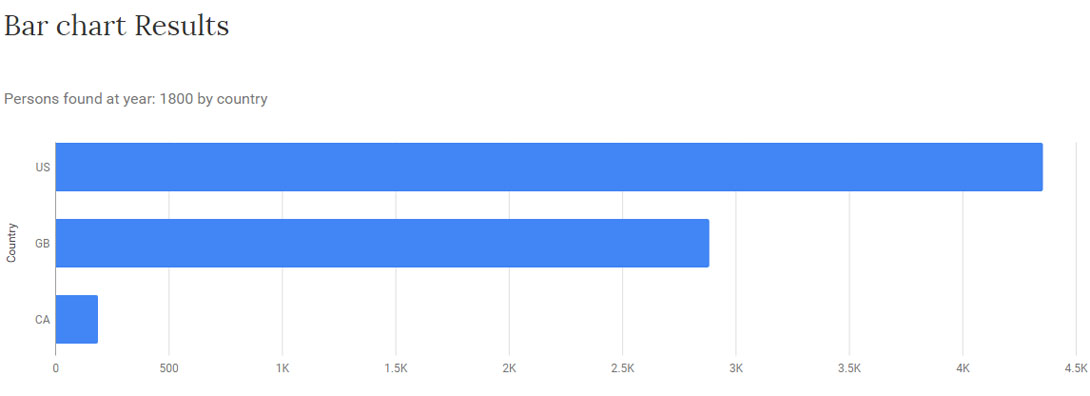 Bar chart Results
Persons found at year: 1800 by country
Country
US
GB
CA
0 500 1K 1.5K 2K 2.5K 3K 3.5K 4K 4.5K